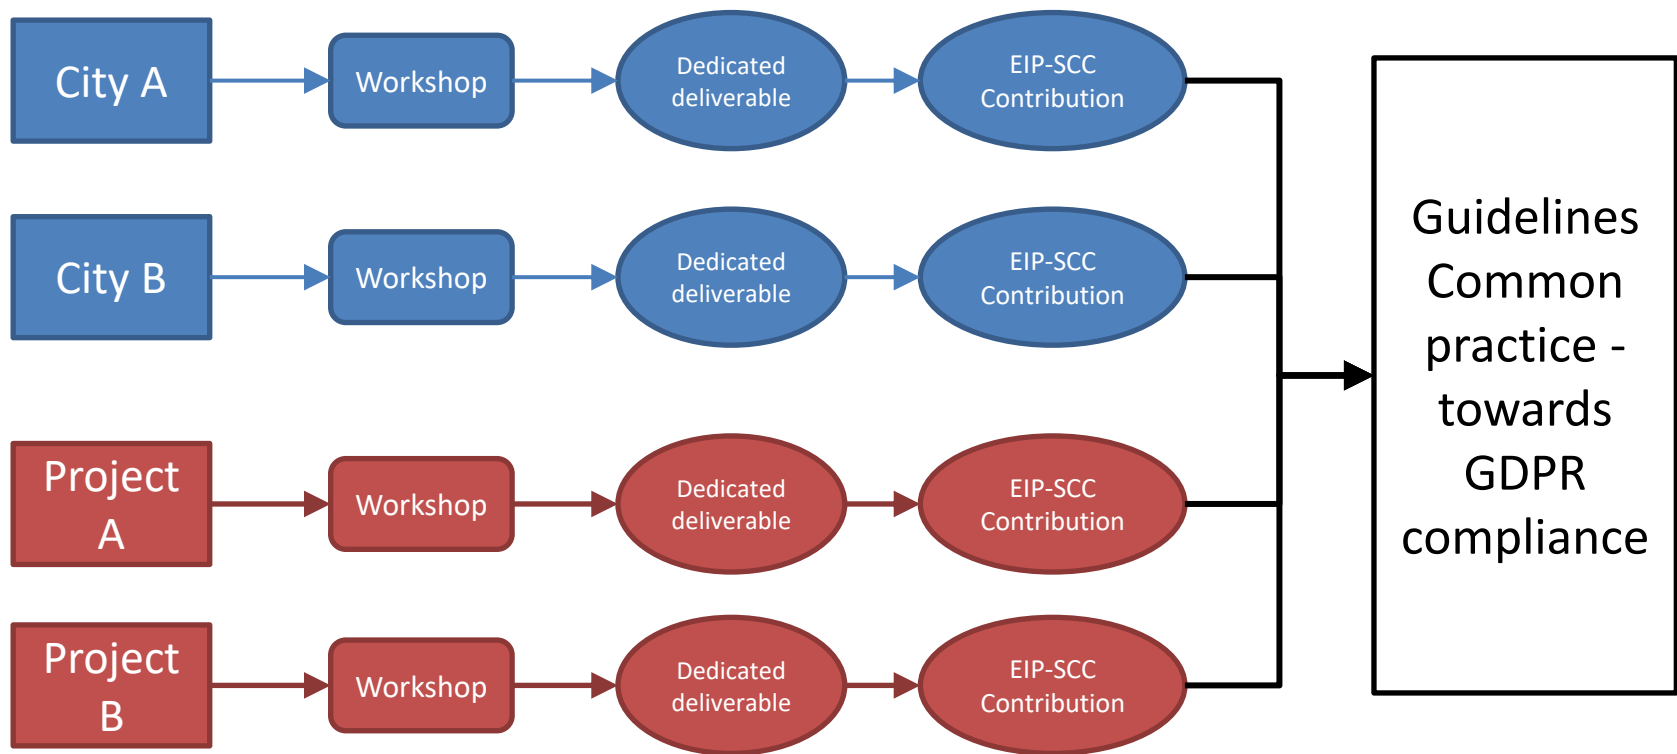 City A
Workshop
Dedicated
deliverable
EIP-SCC
Contribution
City B
Workshop
Dedicated
deliverable
EIP-SCC
Contribution
Project
A
Workshop
Dedicated
deliverable
EIP-SCC
Contribution
Project
B
Workshop
Dedicated
deliverable
EIP-SCC
Contribution
Guidelines
Common
practice -
towards
GDPR
compliance